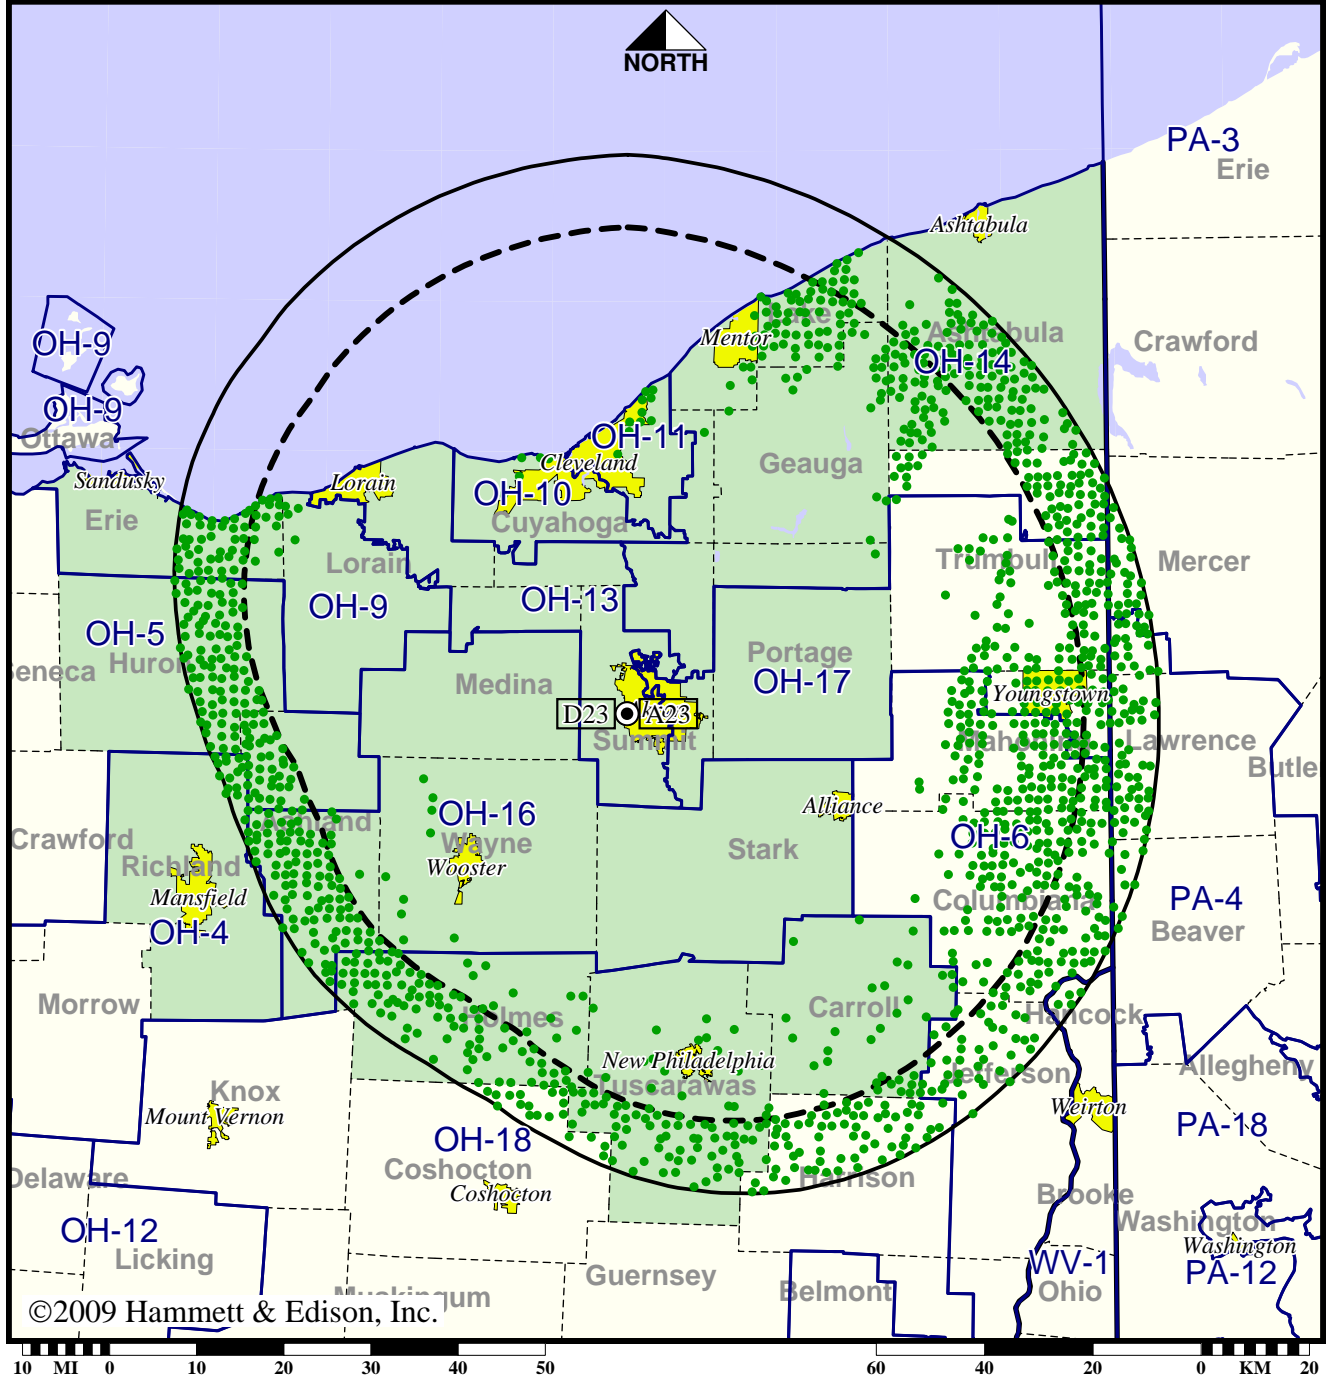 NORTH
PA-3
Erie
Ashtabula
Lake
Ashtabula
Mentor
OH-9
Crawford
OH-14
OH-9
Ottawa
OH-11
Cleveland
Geauga
Sandusky
Lorain
OH-10
Erie
Cuyahoga
Lorain
Trumbull
Mercer
OH-13
OH-9
OH-5
Huron
Portage
Seneca
Medina
OH-17
Youngstown
D23
A23
Summit
Mahoning
Lawrence
Butle
Alliance
OH-16
Ashland
Crawford
Wayne
OH-6
Stark
Richland
Wooster
Mansfield
Columbiana
PA-4
OH-4
Beaver
Morrow
Carroll
Hancock
Holmes
New Philadelphia
Allegheny
Jefferson
Tuscarawas
Knox
Weirton
Mount Vernon
PA-18
OH-18
Coshocton
Delaware
Harrison
Coshocton
Brooke
Washington
OH-12
Washington
Licking
WV-1
PA-12
Guernsey
Belmont
Ohio
Muskingum
©2009 Hammett & Edison, Inc.
10 MI 0 10 20 30 40 50 60 40 20 0 KM 20